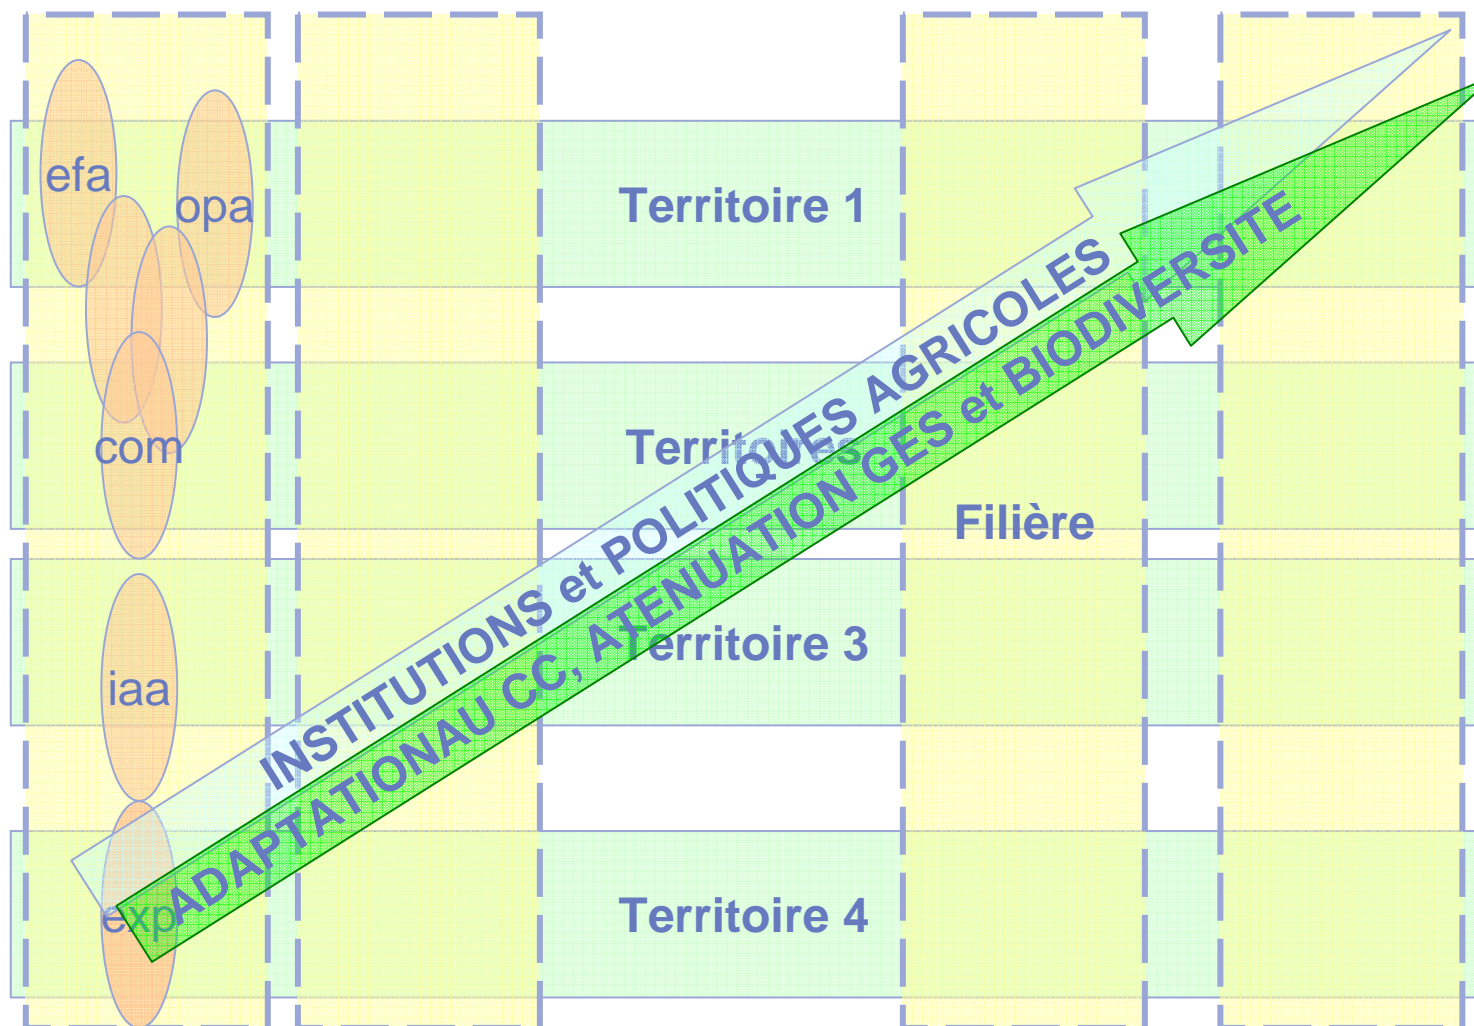 efa
opa
Territoire 1
com
Territoires
Filière
Territoire 3
iaa
exp
Territoire 4
INSTITUTIONS et POLITIQUES AGRICOLES
ADAPTATIONAU CC, ATENUATION GES et BIODIVERSITE